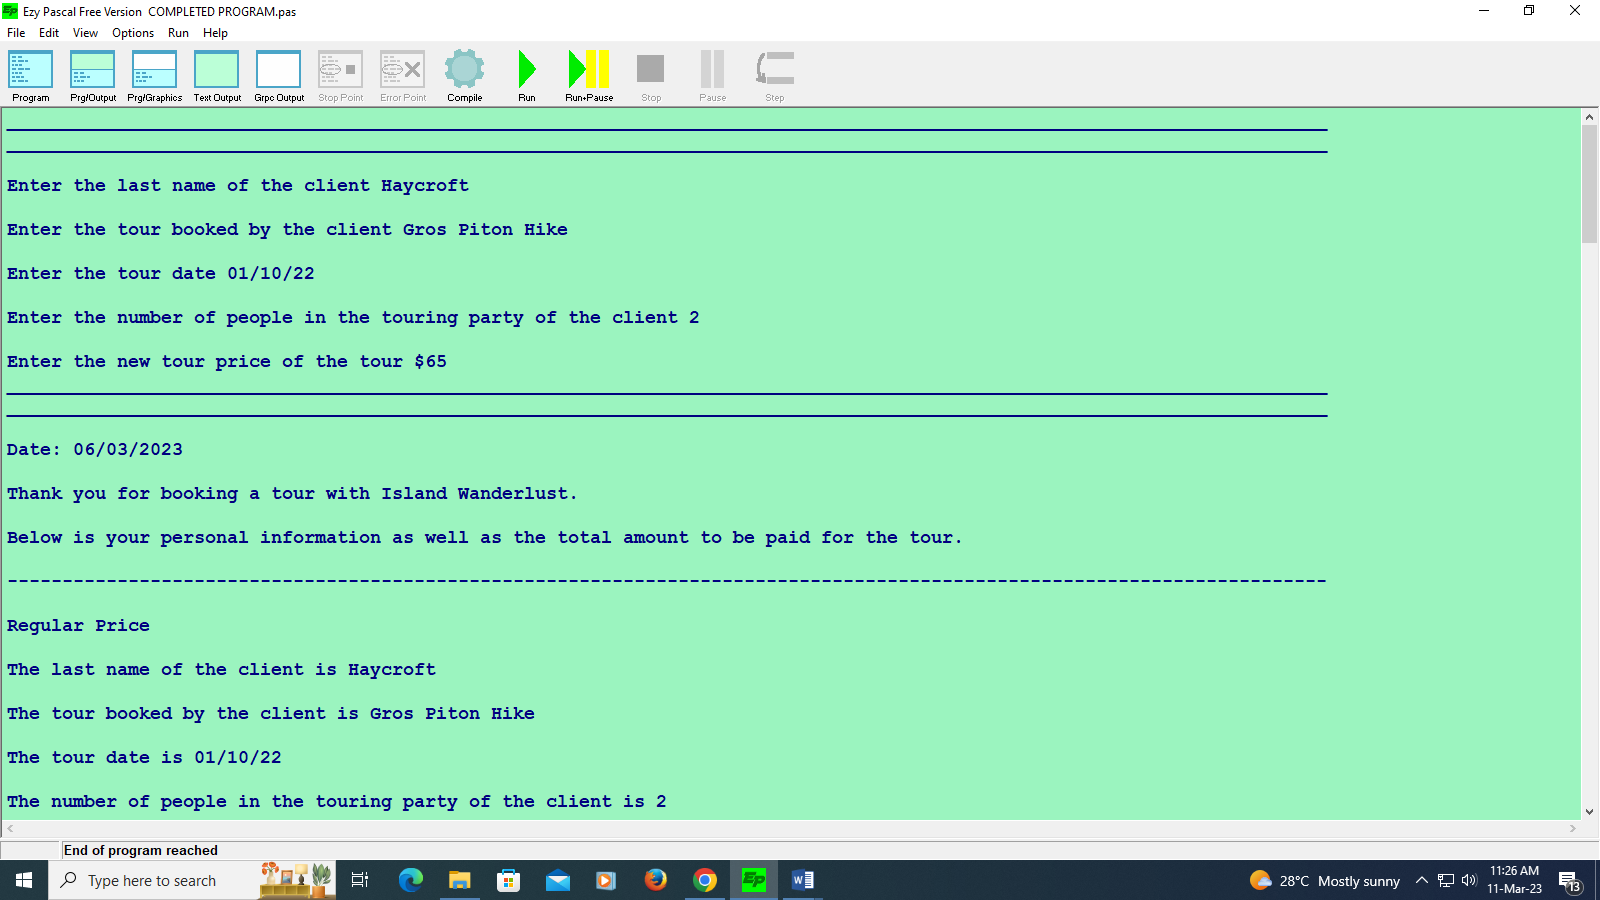 Ep Ezy Pascal Free Version COMPLETED PROGRAM.pas
File Edit View Options Run Help
Program Prg/Output Prg/Graphics Text Output Grpc Output Stop Point Error Point Compile Run Run+Pause Stop Pause Step
Enter the last name of the client Haycroft
Enter the tour booked by the client Gros Piton Hike
Enter the tour date 01/10/22
Enter the number of people in the touring party of the client 2
Enter the new tour price of the tour $65
Date: 06/03/2023
Thank you for booking a tour with Island Wanderlust.
Below is your personal information as well as the total amount to be paid for the tour.
------------------------------------------------------------------------------------------------------------------------
Regular Price
The last name of the client is Haycroft
The tour booked by the client is Gros Piton Hike
The tour date is 01/10/22
The number of people in the touring party of the client is 2
End of program reached
Type here to search
Ep
W
28°C Mostly sunny
11:26 AM
11-Mar-23
13